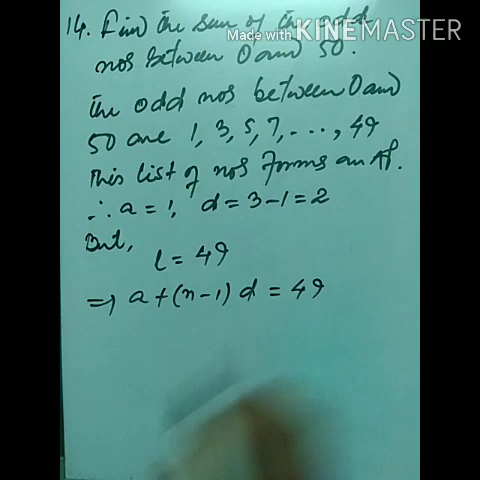 14. Find the sum of the odd
Made with KINEMASTER
nos between 0 and 50.
The odd nos between 0 and
50 are 1, 3, 5, 7, ..., 49
This list of nos forms an AP.
∴ a = 1, d = 3-1 = 2
But,
l = 49
⇒ a + (n-1) d = 49